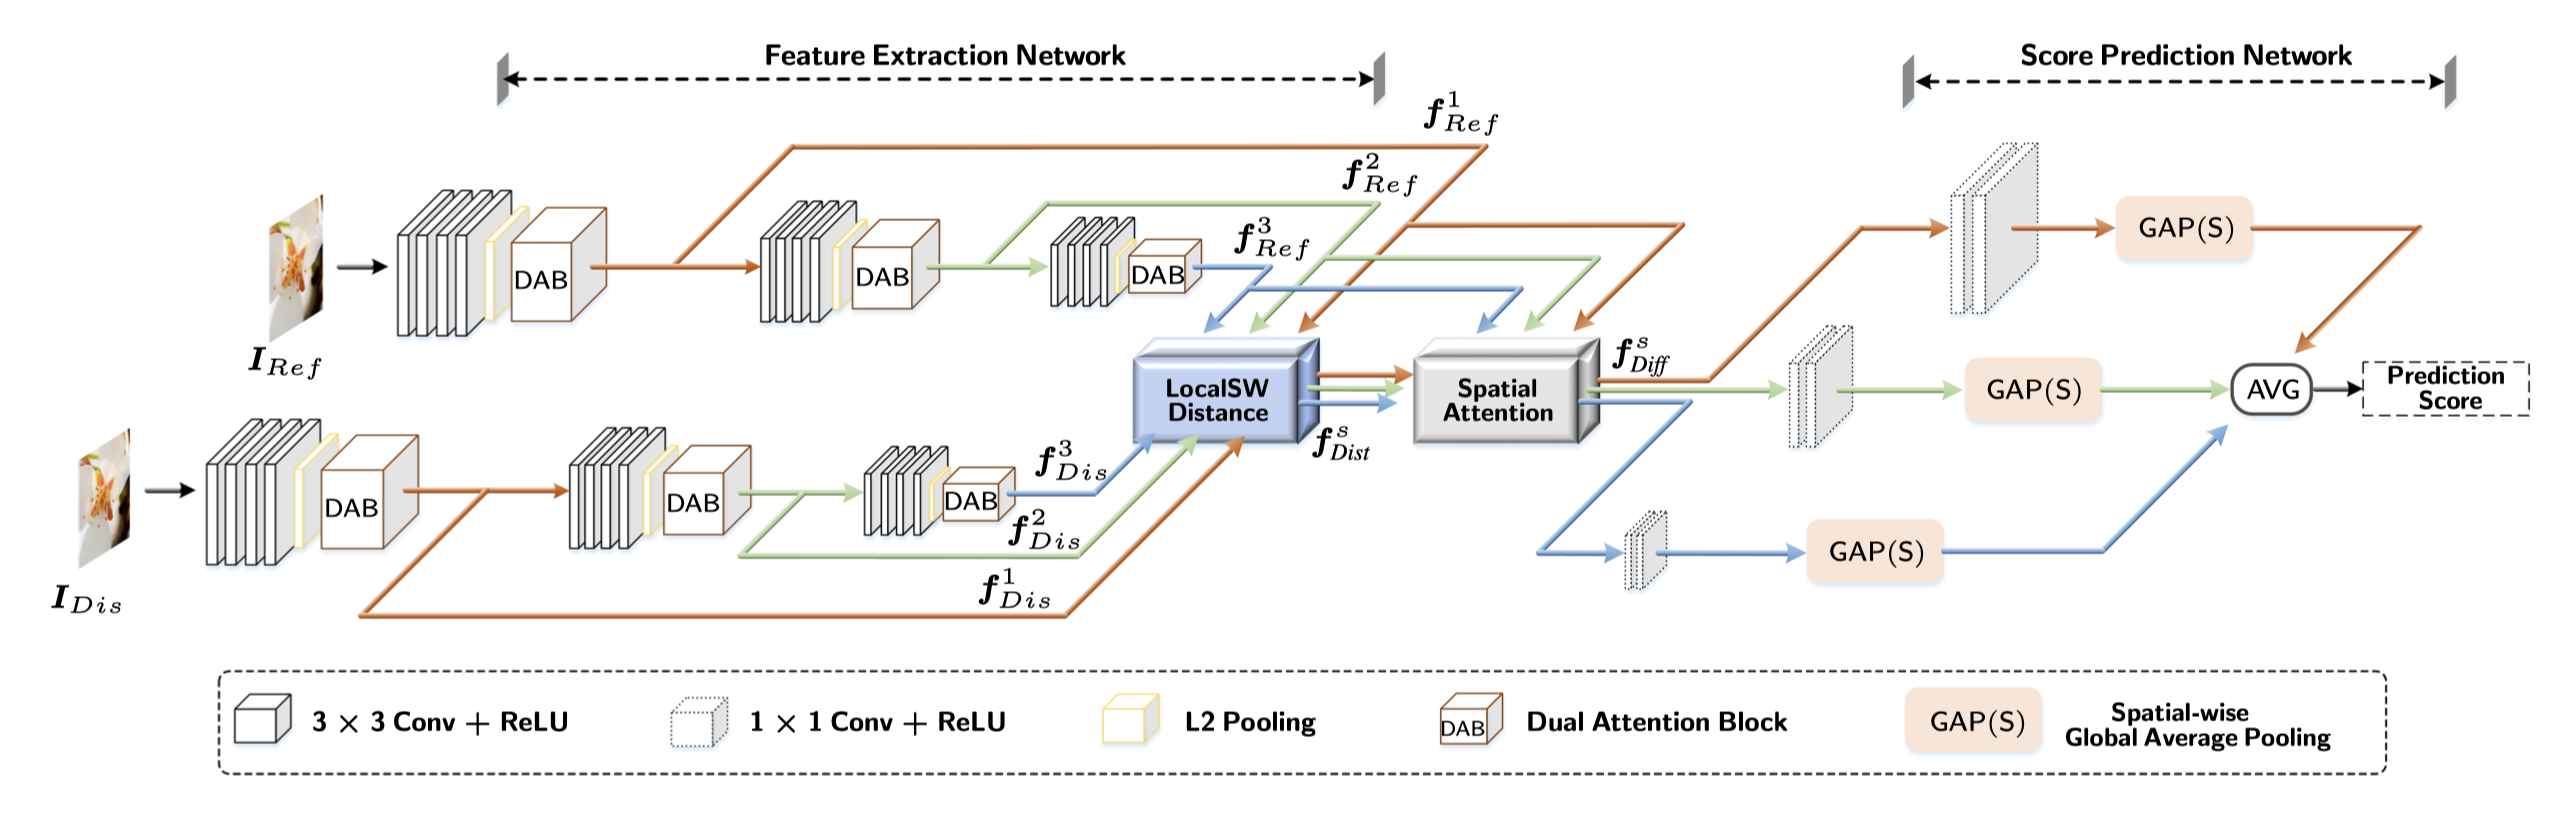 Feature Extraction Network
Score Prediction Network
f^1_{Ref}
f^2_{Ref}
f^3_{Ref}
DAB
DAB
DAB
I_{Ref}
LocalSW
Distance
Spatial
Attention
f^s_{Diff}
f^s_{Dist}
GAP(S)
GAP(S)
GAP(S)
AVG
Prediction
Score
DAB
DAB
DAB
f^3_{Dis}
f^2_{Dis}
f^1_{Dis}
I_{Dis}
3 × 3 Conv + ReLU
1 × 1 Conv + ReLU
L2 Pooling
DAB
Dual Attention Block
GAP(S)
Spatial-wise
Global Average Pooling